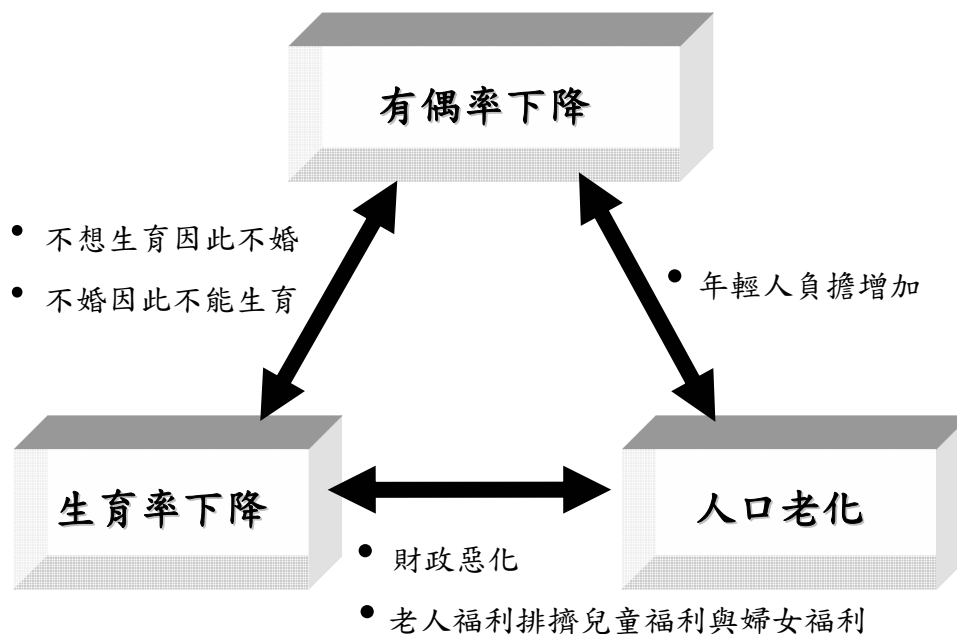 有偶率下降
• 不想生育因此不婚
• 不婚因此不能生育
• 年輕人負擔增加
生育率下降
人口老化
• 財政惡化
• 老人福利排擠兒童福利與婦女福利